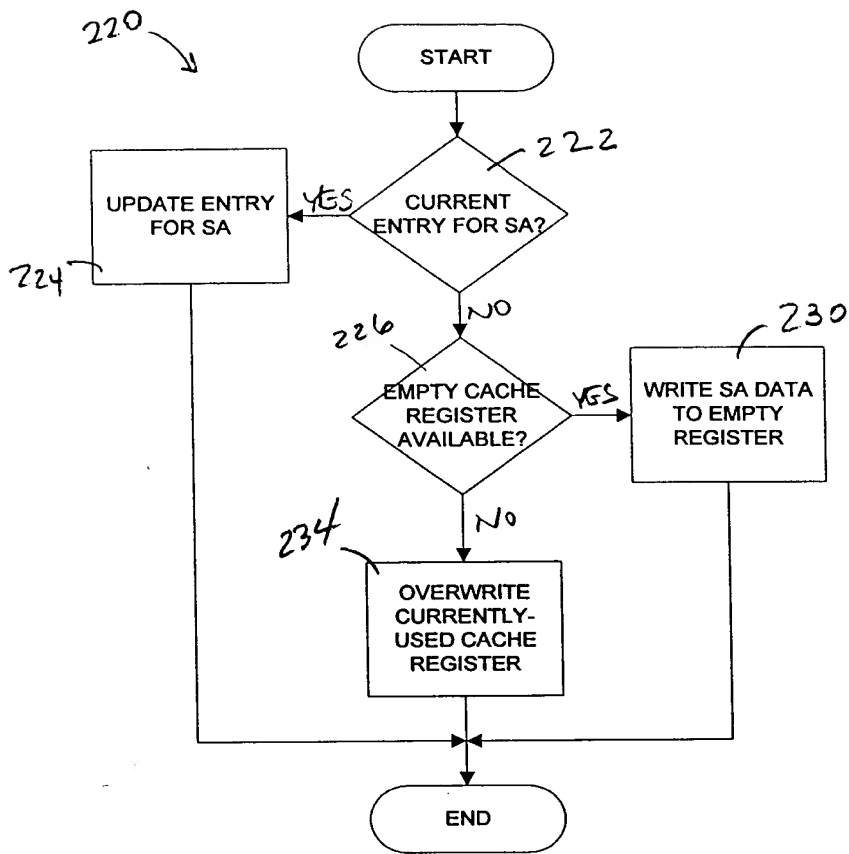 220
START
222
CURRENT
ENTRY FOR SA?
YES
UPDATE ENTRY
FOR SA
224
NO
226
EMPTY CACHE
REGISTER
AVAILABLE?
YES
230
WRITE SA DATA
TO EMPTY
REGISTER
NO
234
OVERWRITE
CURRENTLY-
USED CACHE
REGISTER
END